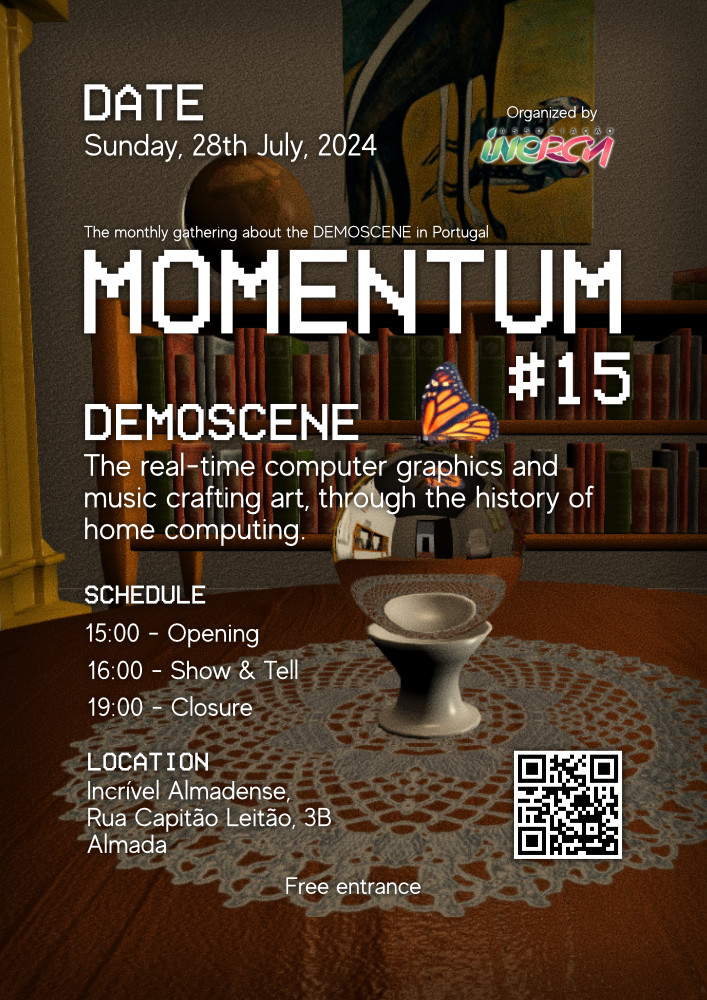 DATE
Sunday, 28th July, 2024
Organized by
ASSOCIAÇÃO
inércia
The monthly gathering about the DEMOSCENE in Portugal
MOMENTUM
#15
DEMOSCENE
The real-time computer graphics and
music crafting art, through the history of
home computing.
SCHEDULE
15:00 - Opening
16:00 - Show & Tell
19:00 - Closure
LOCATION
Incrível Almadense,
Rua Capitão Leitão, 3B
Almada
Free entrance